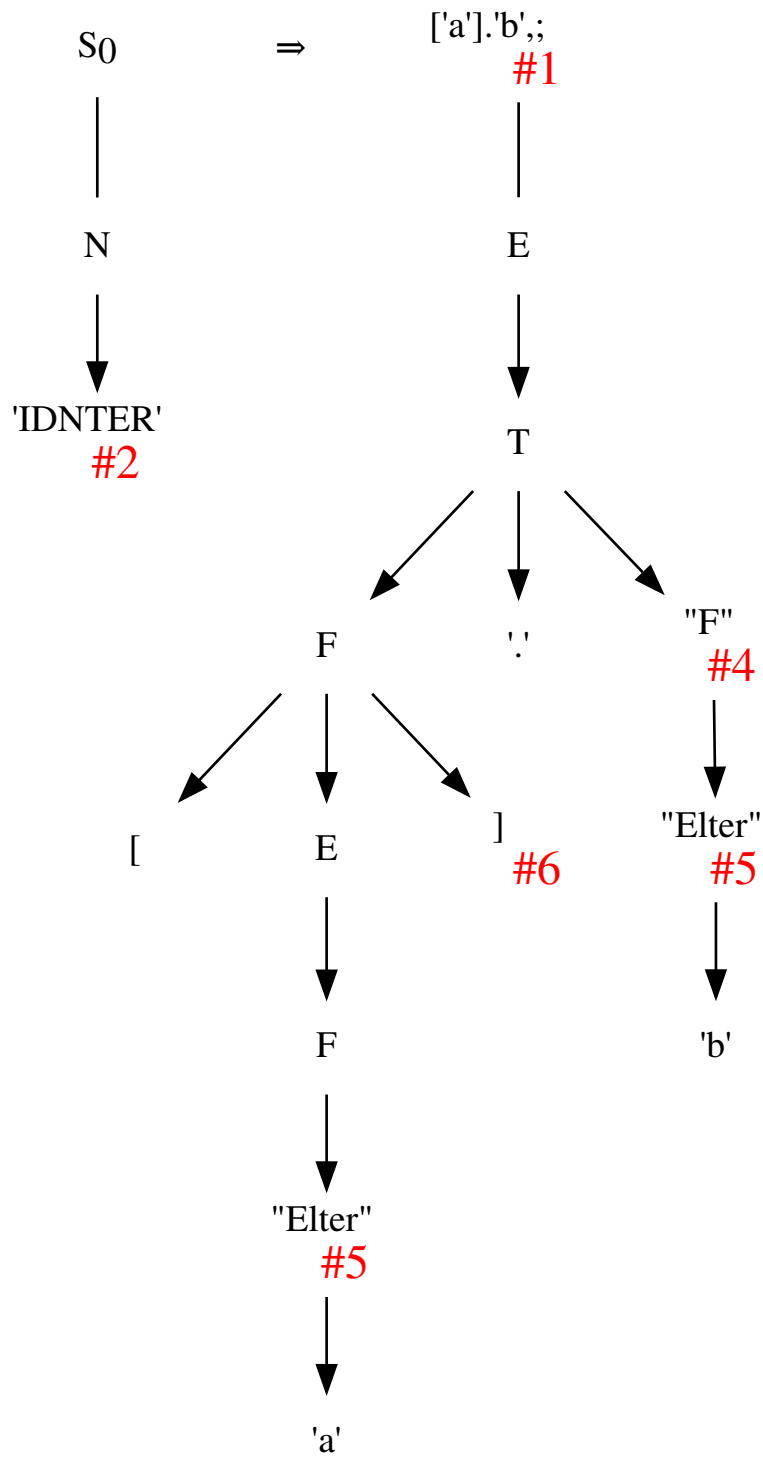 S0 ⇒ ['a'].'b',;
#1
N E
'IDNTER'
#2
T
F '.' "F"
#4
[ E ] "Elter"
#6 #5
F 'b'
"Elter"
#5
'a'